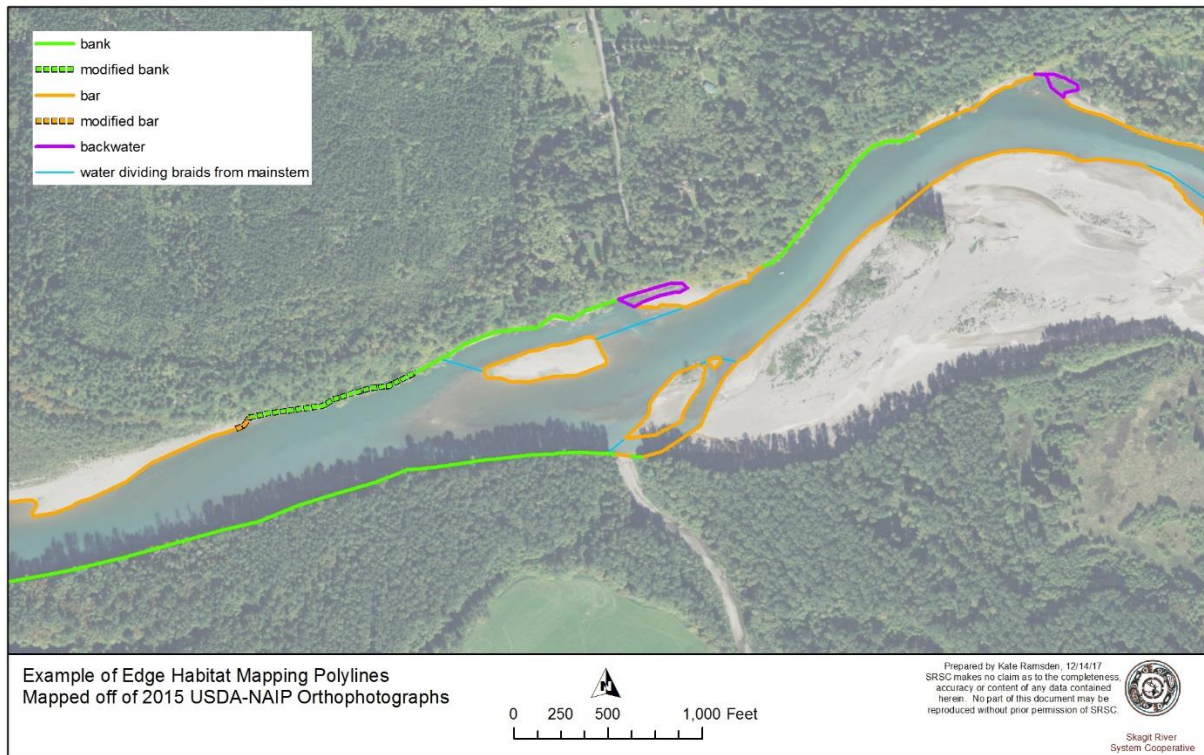 bank
modified bank
bar
modified bar
backwater
water dividing braids from mainstem
Example of Edge Habitat Mapping Polylines
Mapped off of 2015 USDA-NAIP Orthophotographs
N
0 250 500 1,000 Feet
Prepared by Kate Ramsden, 12/14/17
SRSC makes no claim as to the completeness,
accuracy or content of any data contained
herein. No part of this document may be
reproduced without prior permission of SRSC.
Skagit River
System Cooperative